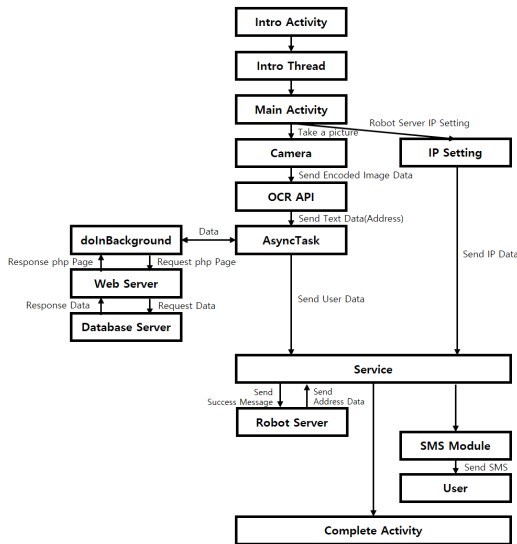 Intro Activity
Intro Thread
Main Activity
Robot Server IP Setting
Take a picture
Camera
IP Setting
Send Encoded Image Data
OCR API
Send Text Data(Address)
Data
doInBackground
AsyncTask
Send IP Data
Response php Page
Request php Page
Web Server
Send User Data
Response Data
Request Data
Database Server
Service
Send
Success Message
Send
Address Data
Robot Server
SMS Module
Send SMS
User
Complete Activity